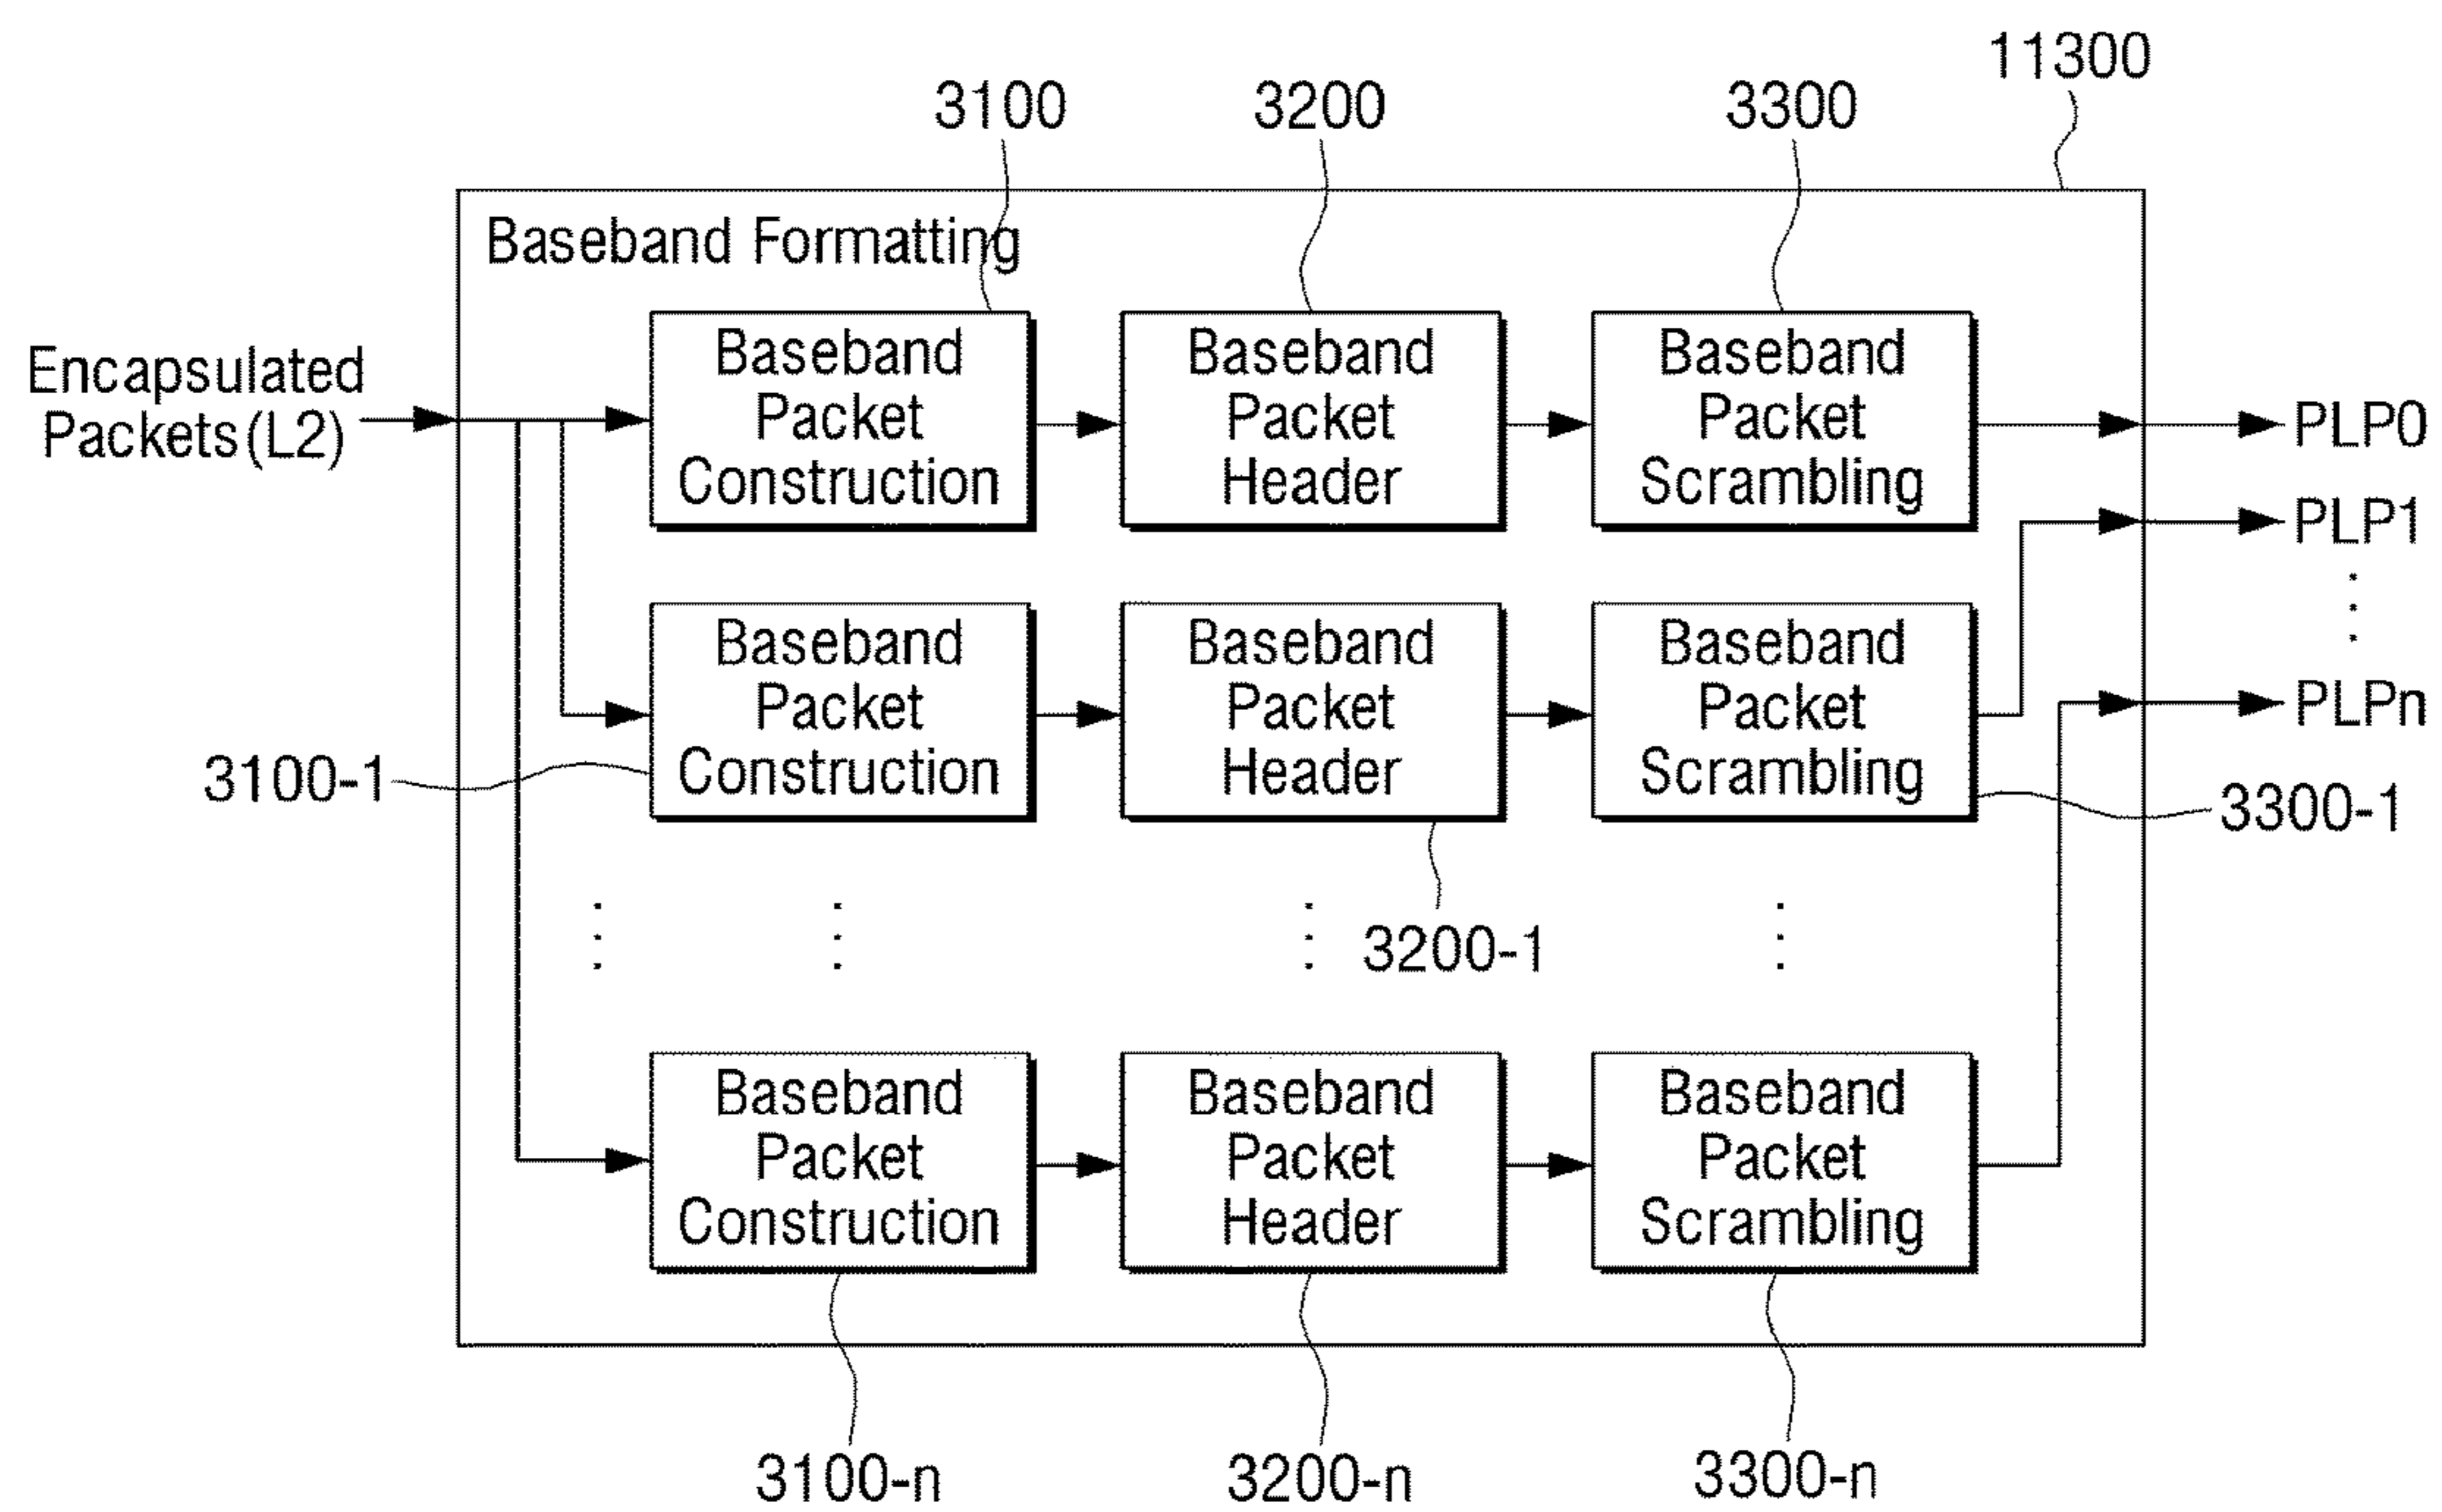 11300
3100
3200
3300
Baseband Formatting
Encapsulated
Packets(L2)
Baseband
Packet
Construction
Baseband
Packet
Header
Baseband
Packet
Scrambling
PLP0
PLP1
PLPn
Baseband
Packet
Construction
Baseband
Packet
Header
Baseband
Packet
Scrambling
3100-1
3300-1
3200-1
Baseband
Packet
Construction
Baseband
Packet
Header
Baseband
Packet
Scrambling
3100-n
3200-n
3300-n